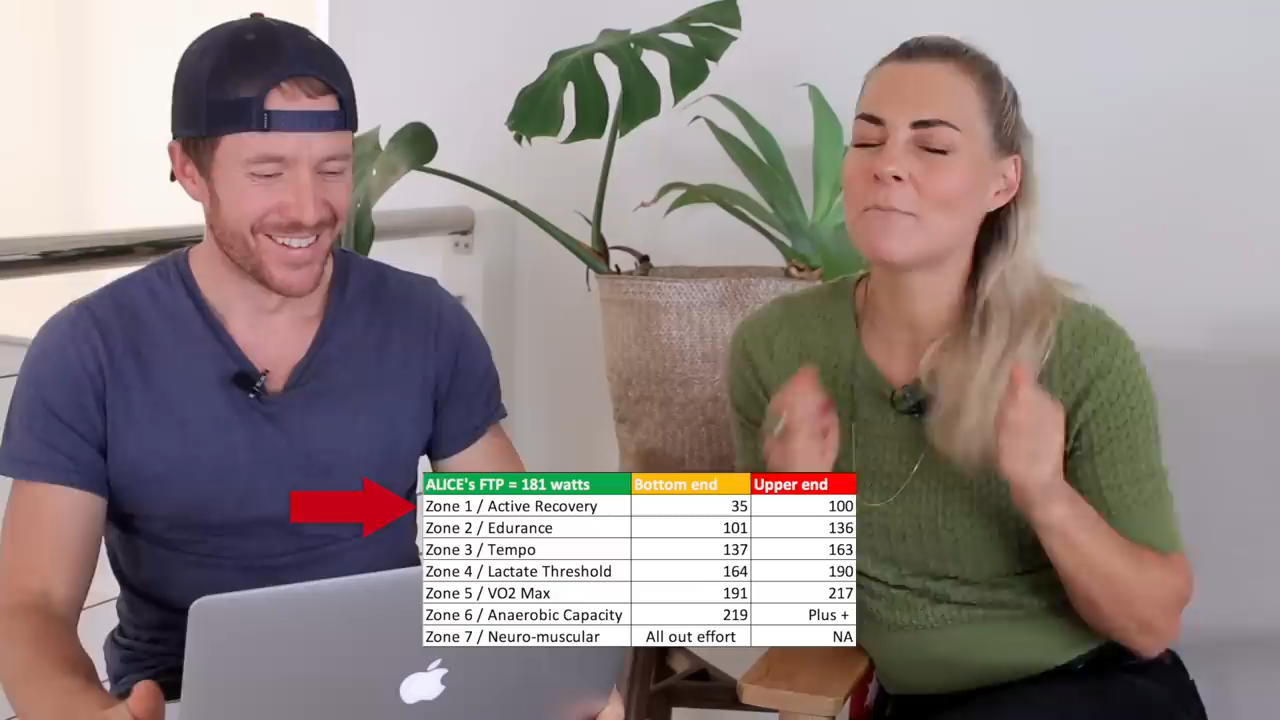 ALICE's FTP = 181 watts Bottom end Upper end
Zone 1 / Active Recovery 35 100
Zone 2 / Edurance 101 136
Zone 3 / Tempo 137 163
Zone 4 / Lactate Threshold 164 190
Zone 5 / VO2 Max 191 217
Zone 6 / Anaerobic Capacity 219 Plus +
Zone 7 / Neuro-muscular All out effort NA